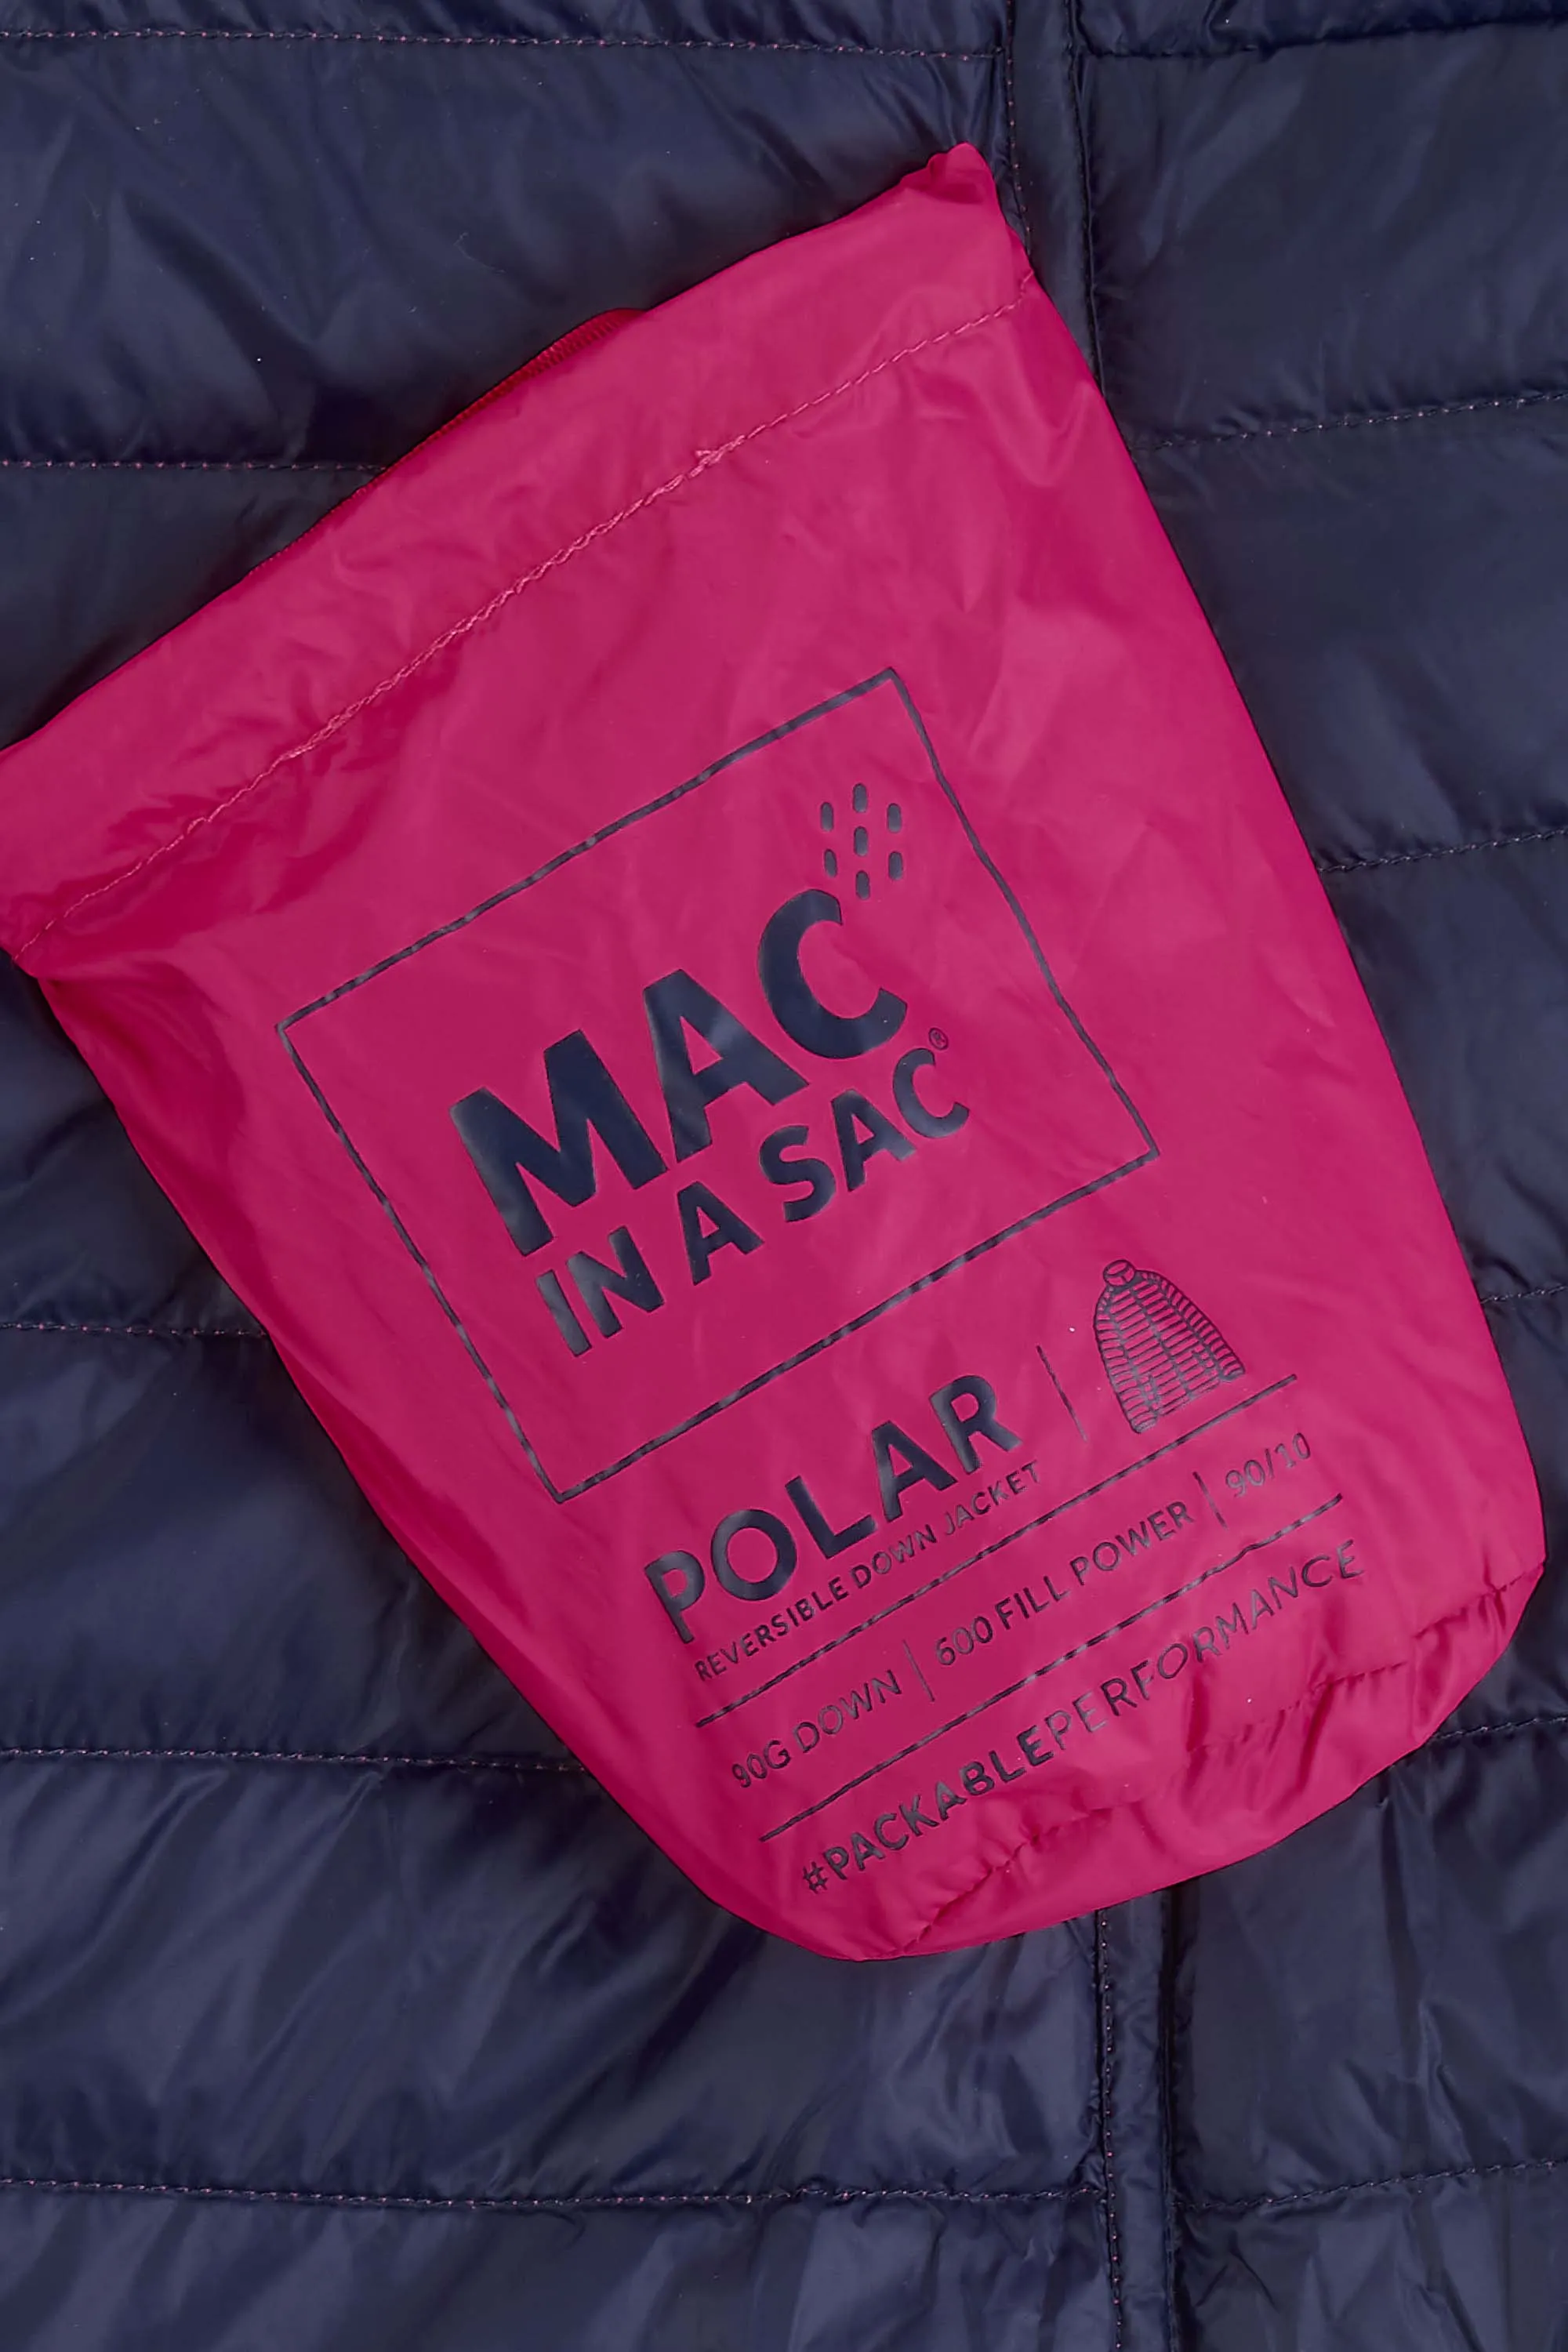 MAC
IN A SAC®
POLAR
REVERSIBLE DOWN JACKET
90G DOWN | 600 FILL POWER | 90/10
#PACKABLEPERFORMANCE